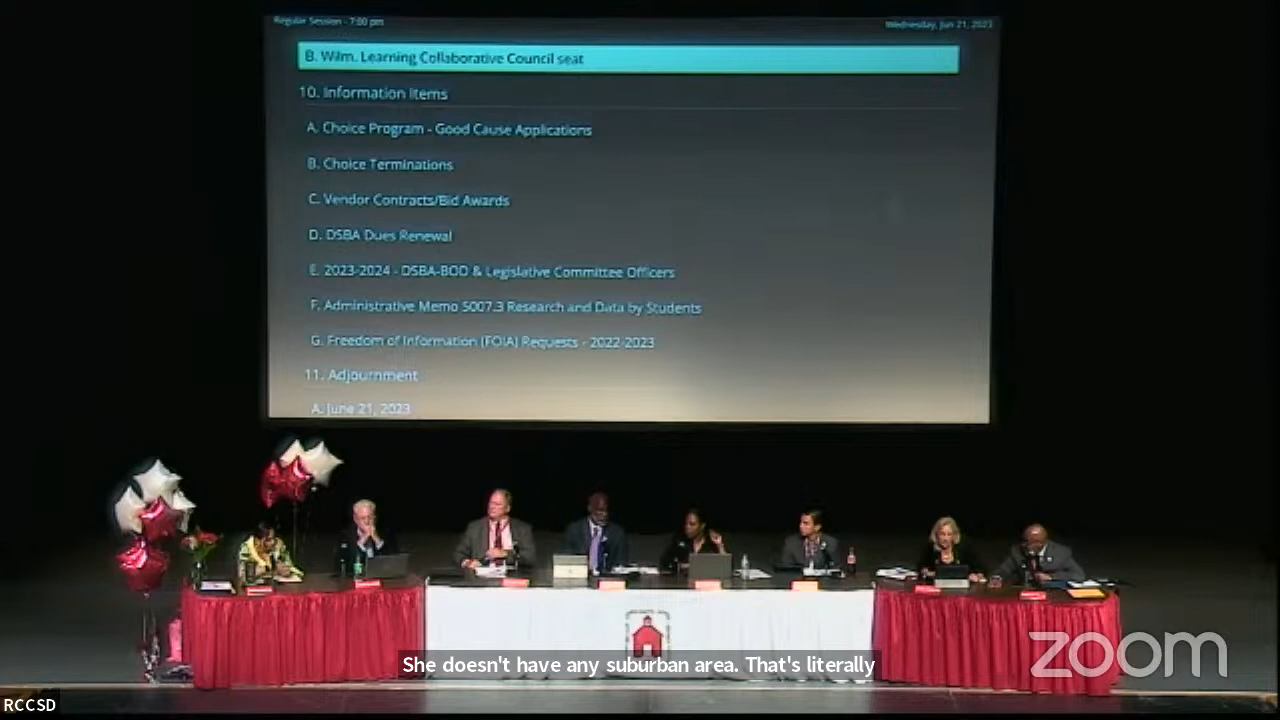 Regular Session - 7:00 pm
Wednesday, Jun 21, 2023
B. Wilm. Learning Collaborative Council seat
10. Information Items
A. Choice Program - Good Cause Applications
B. Choice Terminations
C. Vendor Contracts/Bid Awards
D. DSBA Dues Renewal
E. 2023-2024 - DSBA-BOD & Legislative Committee Officers
F. Administrative Memo 5007.3 Research and Data by Students
G. Freedom of Information (FOIA) Requests - 2022-2023
11. Adjournment
A. June 21, 2023
She doesn't have any suburban area. That's literally
zoom
RCCSD